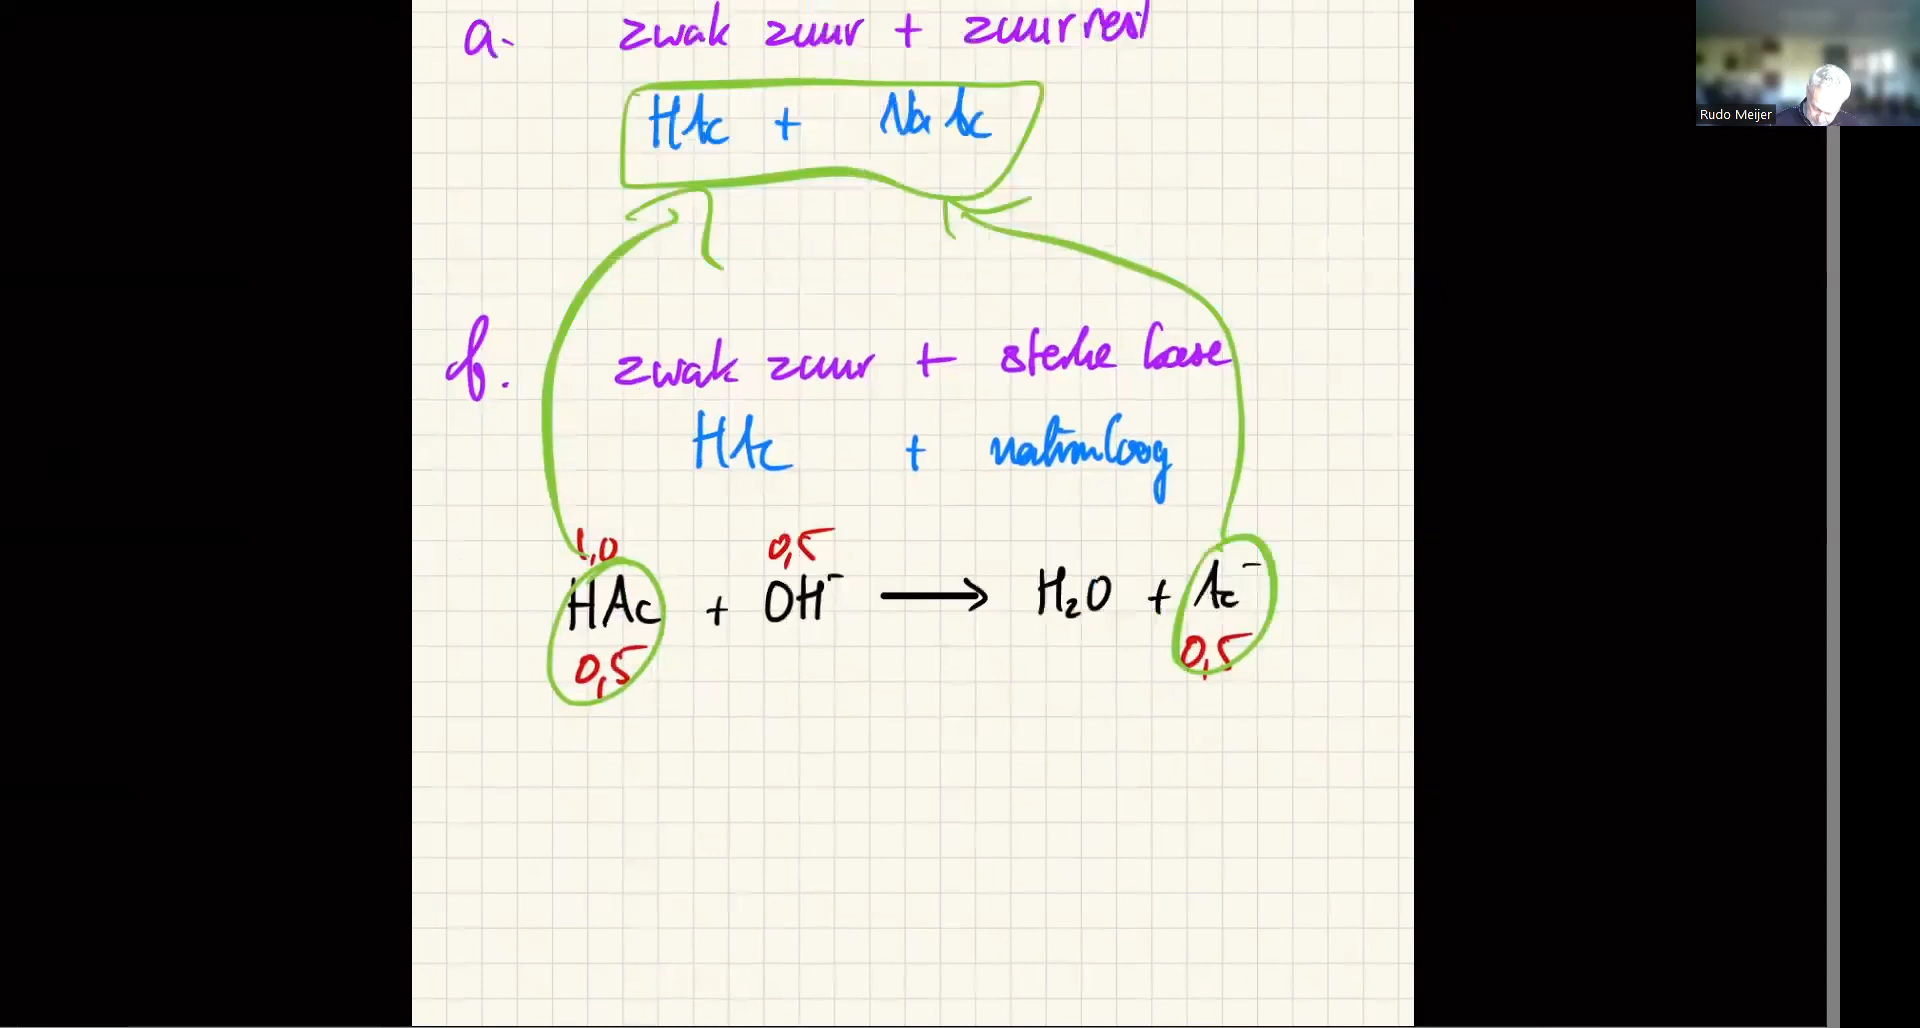 a. zwak zuur + zuurrest
Rudo Meijer
HAc + NaAc
b. zwak zuur + sterke base
HAc + natronloog
1,0 0,5
HAc + OH⁻ ⟶ H₂O + Ac⁻
0,5 0,5